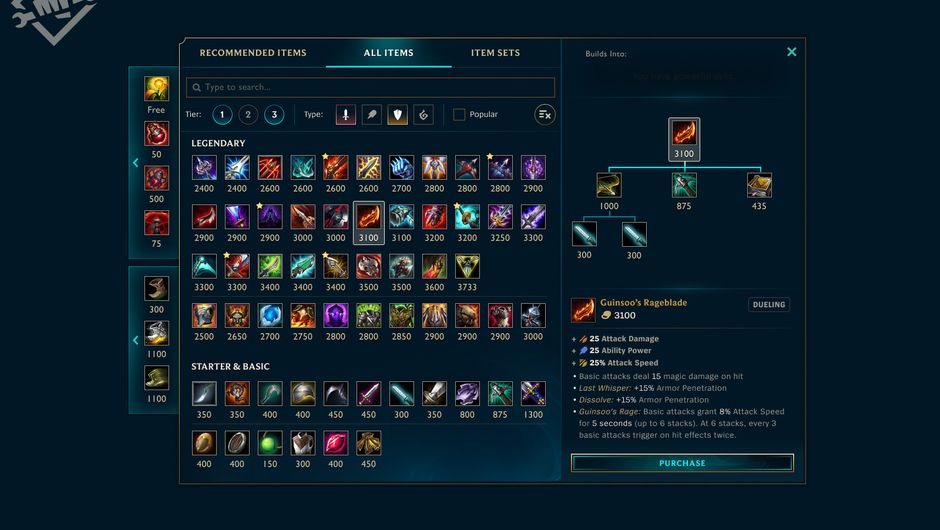 RECOMMENDED ITEMS
ALL ITEMS
ITEM SETS
Type to search...
Tier: 1 2 3 Type: Popular
Free
50
500
75
300
1100
1100
LEGENDARY
2400 2400 2600 2600 2600 2600 2700 2800 2800 2800 2900
2900 2900 2900 3000 3000 3100 3100 3200 3200 3250 3300
3300 3300 3400 3400 3400 3500 3500 3600 3733
2500 2650 2700 2750 2800 2800 2850 2900 2900 2900 3000
STARTER & BASIC
350 350 400 400 450 450 300 350 800 875 1300
400 400 150 300 400 450
Builds Into:
3100
1000 875 435
300 300
Guinsoo's Rageblade
3100
DUELING
+ 25 Attack Damage
+ 25 Ability Power
+ 25% Attack Speed
• Basic attacks deal 15 magic damage on hit
• Last Whisper: +15% Armor Penetration
• Dissolve: +15% Armor Penetration
• Guinsoo's Rage: Basic attacks grant 8% Attack Speed
for 5 seconds (up to 6 stacks). At 6 stacks, every 3
basic attacks trigger on hit effects twice.
PURCHASE